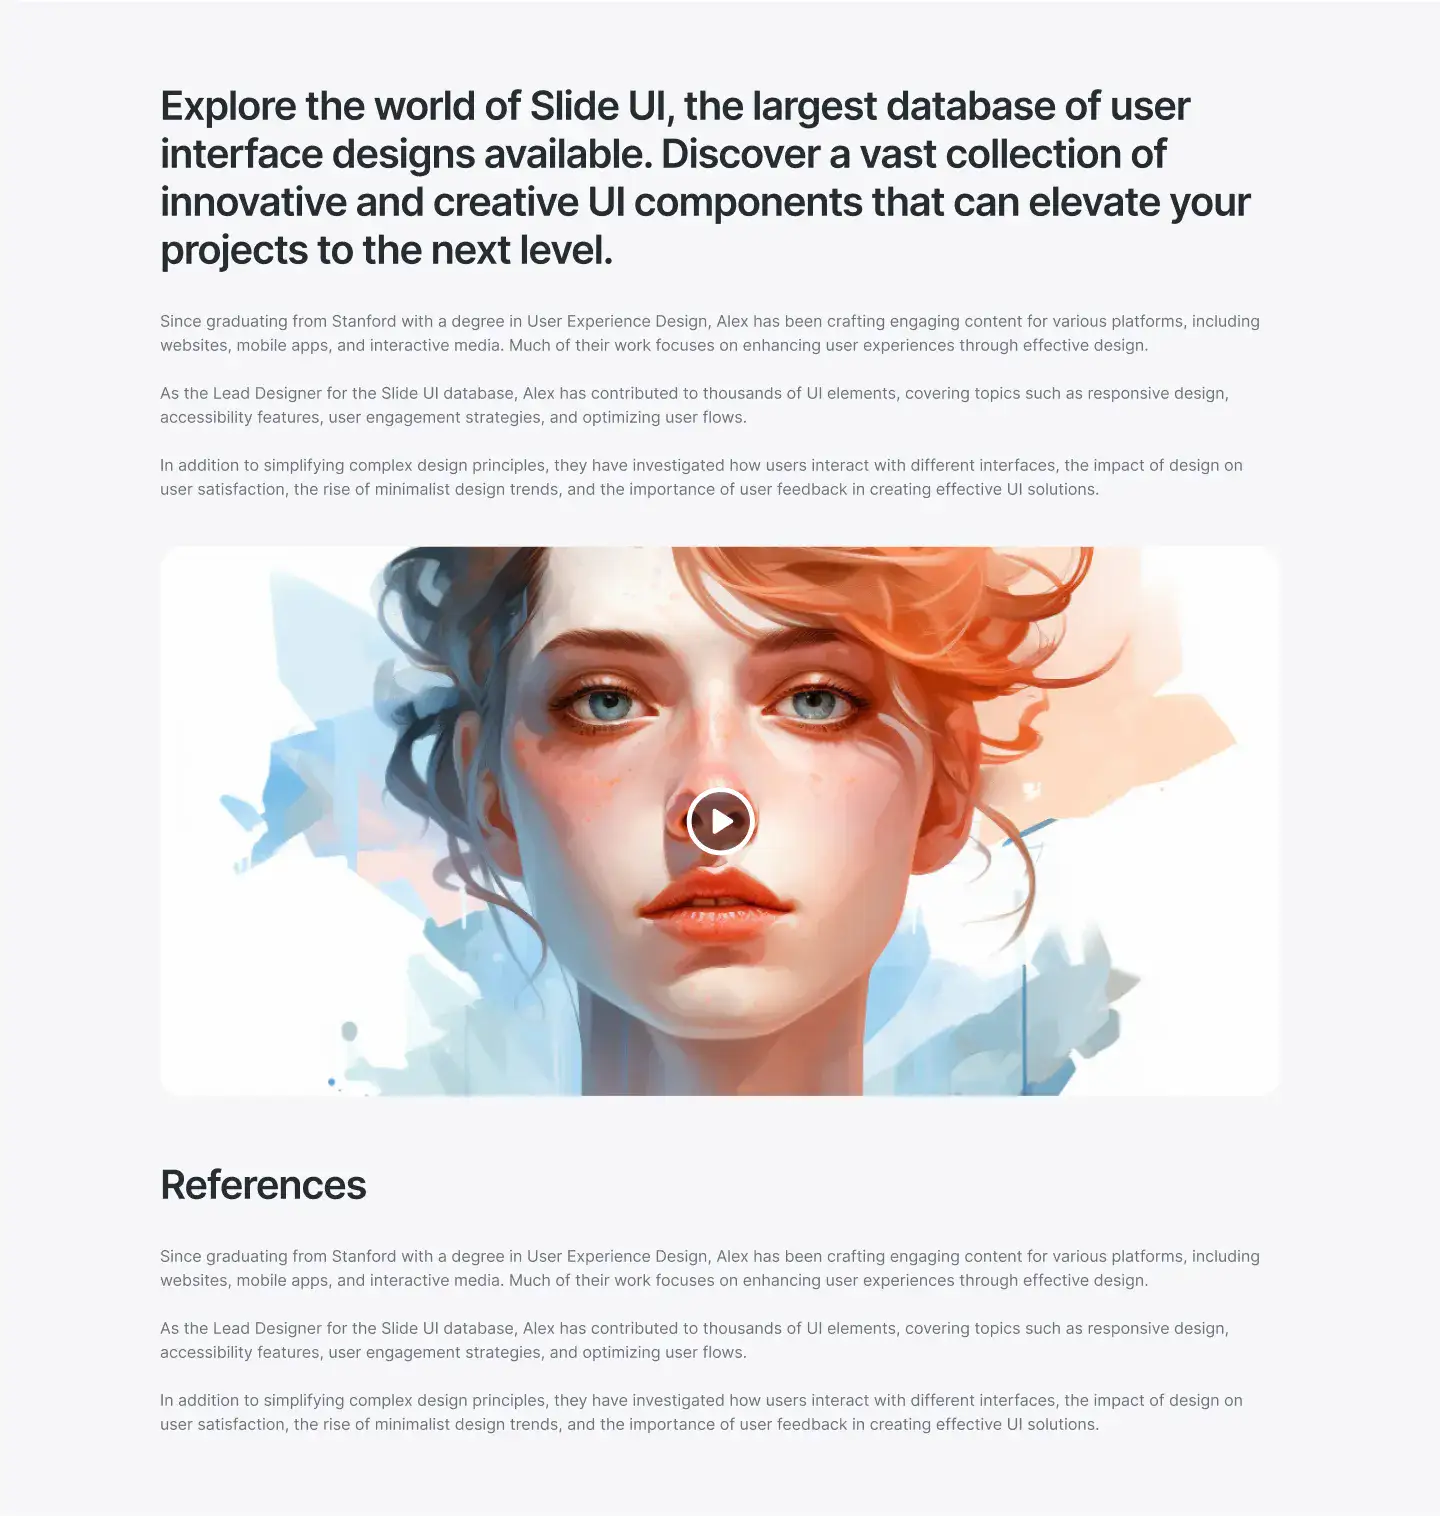 Explore the world of Slide UI, the largest database of user
interface designs available. Discover a vast collection of
innovative and creative UI components that can elevate your
projects to the next level.
Since graduating from Stanford with a degree in User Experience Design, Alex has been crafting engaging content for various platforms, including
websites, mobile apps, and interactive media. Much of their work focuses on enhancing user experiences through effective design.
As the Lead Designer for the Slide UI database, Alex has contributed to thousands of UI elements, covering topics such as responsive design,
accessibility features, user engagement strategies, and optimizing user flows.
In addition to simplifying complex design principles, they have investigated how users interact with different interfaces, the impact of design on
user satisfaction, the rise of minimalist design trends, and the importance of user feedback in creating effective UI solutions.
References
Since graduating from Stanford with a degree in User Experience Design, Alex has been crafting engaging content for various platforms, including
websites, mobile apps, and interactive media. Much of their work focuses on enhancing user experiences through effective design.
As the Lead Designer for the Slide UI database, Alex has contributed to thousands of UI elements, covering topics such as responsive design,
accessibility features, user engagement strategies, and optimizing user flows.
In addition to simplifying complex design principles, they have investigated how users interact with different interfaces, the impact of design on
user satisfaction, the rise of minimalist design trends, and the importance of user feedback in creating effective UI solutions.